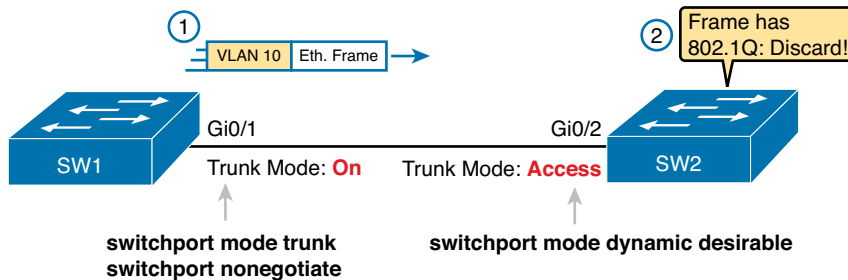 1
VLAN 10 Eth. Frame
2
Frame has
802.1Q: Discard!
Gi0/1
Gi0/2
SW1
SW2
Trunk Mode: On
Trunk Mode: Access
switchport mode trunk
switchport nonegotiate
switchport mode dynamic desirable